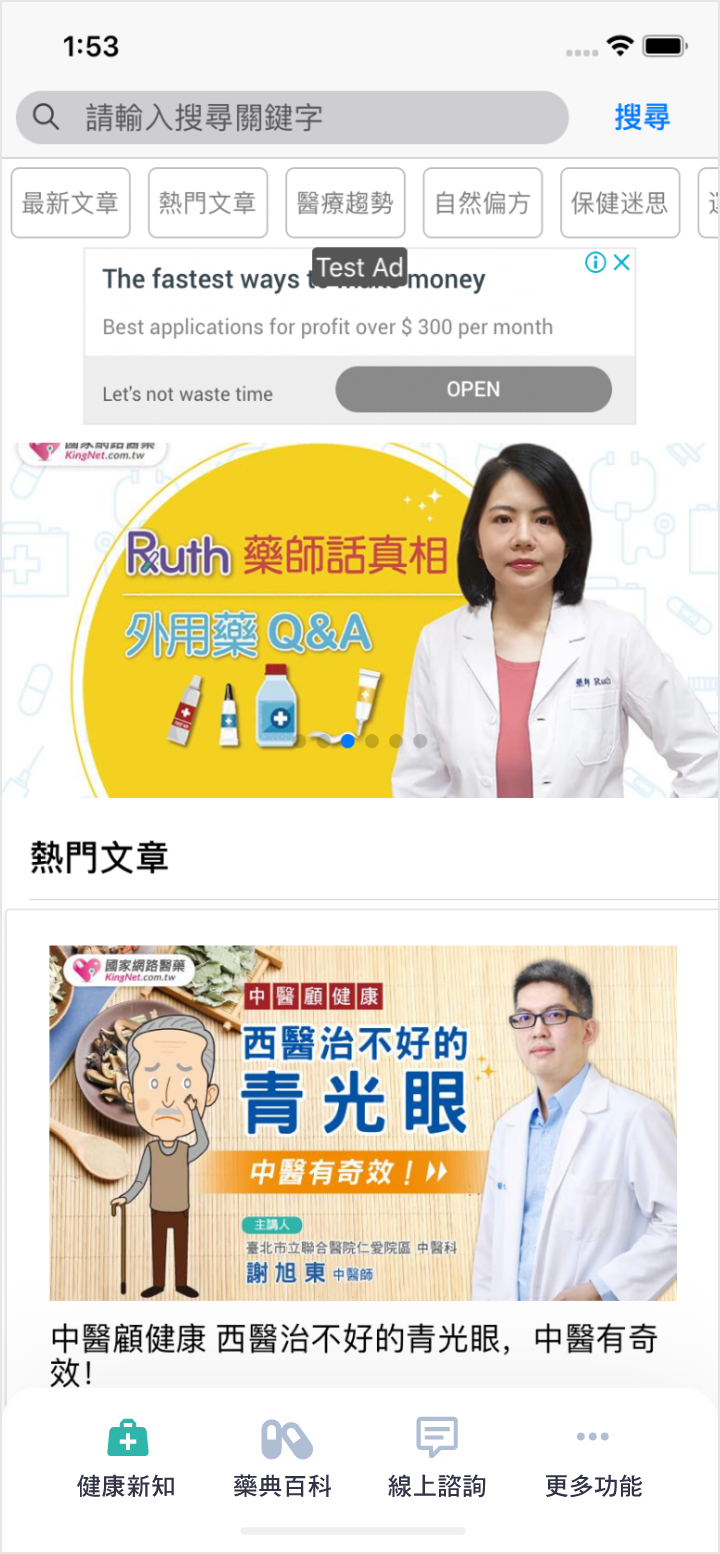 1:53
請輸入搜尋關鍵字
搜尋
最新文章 熱門文章 醫療趨勢 自然偏方 保健迷思
Test Ad
The fastest ways to make money
Best applications for profit over $ 300 per month
Let's not waste time
OPEN
國家網路醫藥
KingNet.com.tw
Ruth 藥師話真相
外用藥 Q&A
藥師 Ruth
熱門文章
國家網路醫藥
KingNet.com.tw
中醫顧健康
西醫治不好的
青光眼
中醫有奇效！
主講人
臺北市立聯合醫院仁愛院區 中醫科
謝旭東 中醫師
中醫顧健康 西醫治不好的青光眼，中醫有奇
效！
健康新知 藥典百科 線上諮詢 更多功能